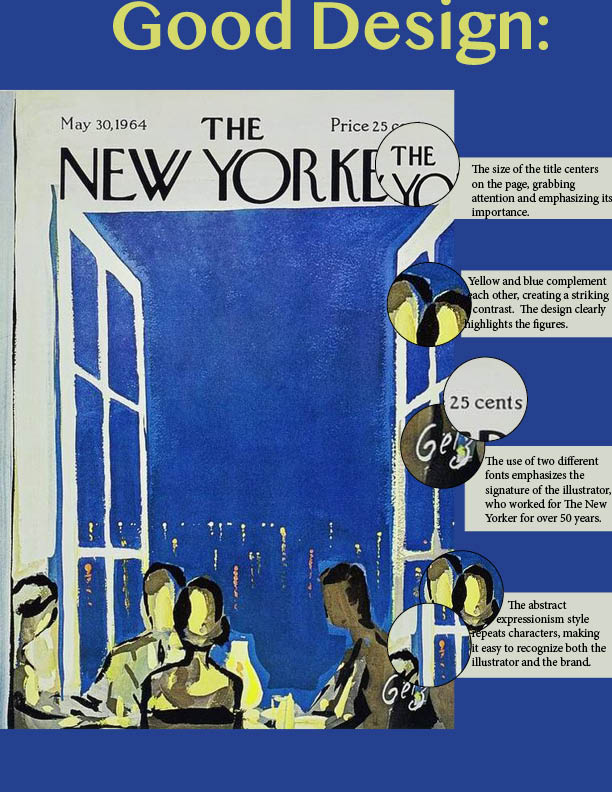 Good Design:
May 30,1964
THE
Price 25 c
NEW YORKE
THE
YO
The size of the title centers
on the page, grabbing
attention and emphasizing its
importance.
Yellow and blue complement
each other, creating a striking
contrast. The design clearly
highlights the figures.
25 cents
Getz
The use of two different
fonts emphasizes the
signature of the illustrator,
who worked for The New
Yorker for over 50 years.
The abstract
expressionism style
repeats characters, making
it easy to recognize both the
illustrator and the brand.
Getz